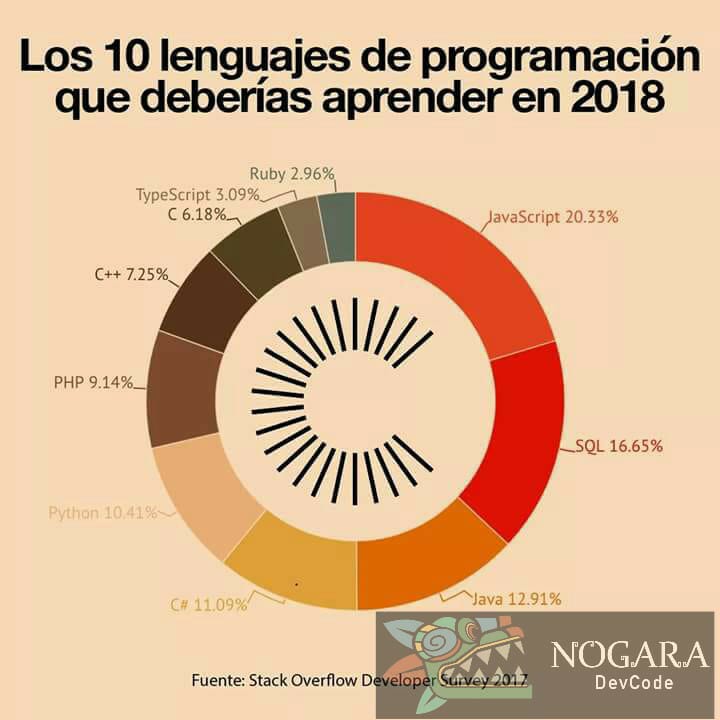 Los 10 lenguajes de programación
que deberías aprender en 2018
Ruby 2.96%
TypeScript 3.09%
C 6.18%
JavaScript 20.33%
C++ 7.25%
PHP 9.14%
SQL 16.65%
Python 10.41%
C# 11.09%
Java 12.91%
NOGARA
DevCode
Fuente: Stack Overflow Developer Survey 2017